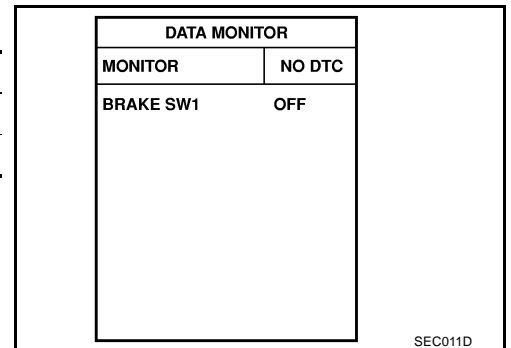 DATA MONITOR
MONITOR NO DTC
BRAKE SW1 OFF
SEC011D